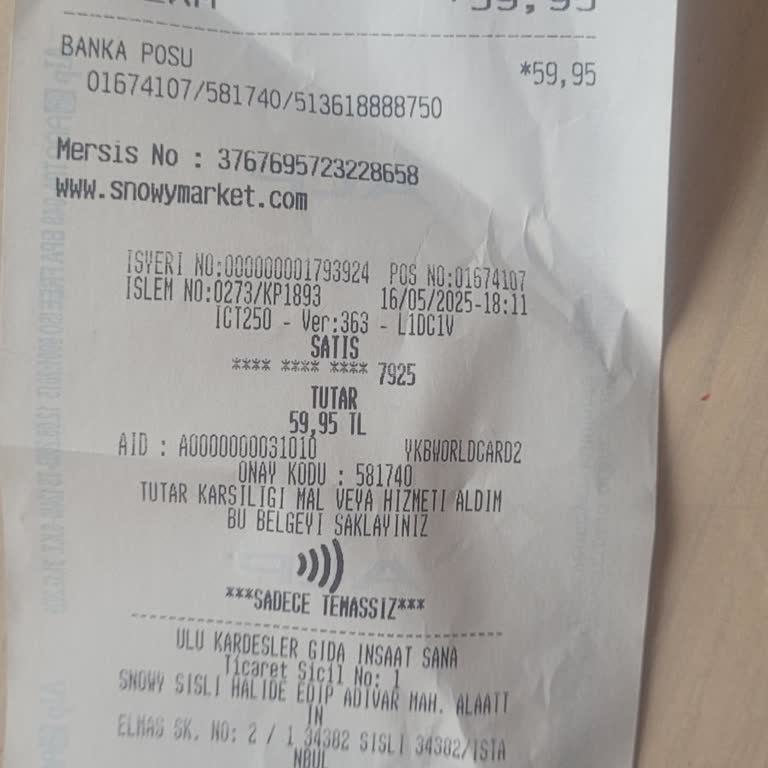 *59,95
BANKA POSU *59,95
01674107/581740/513618888750
Mersis No : 3767695723228658
www.snowymarket.com
ISYERI NO:000000001793924 POS NO:01674107
ISLEM NO:0273/KP1893 16/05/2025-18:11
ICT250 - Ver:363 - L1DC1V
SATIS
**** **** **** 7925
TUTAR
59,95 TL
AID : A0000000031010 YKBWORLDCARD2
ONAY KODU : 581740
TUTAR KARSILIGI MAL VEYA HIZMETI ALDIM
BU BELGEYI SAKLAYINIZ
***SADECE TEMASSIZ***
ULU KARDESLER GIDA INSAAT SANA
Ticaret Sicil No: 1
SNOWY SISLI HALIDE EDIP ADIVAR MAH. ALAATT
IN
ELMAS SK. NO: 2 / 1 34382 SISLI 34382/ISTA
NBUL